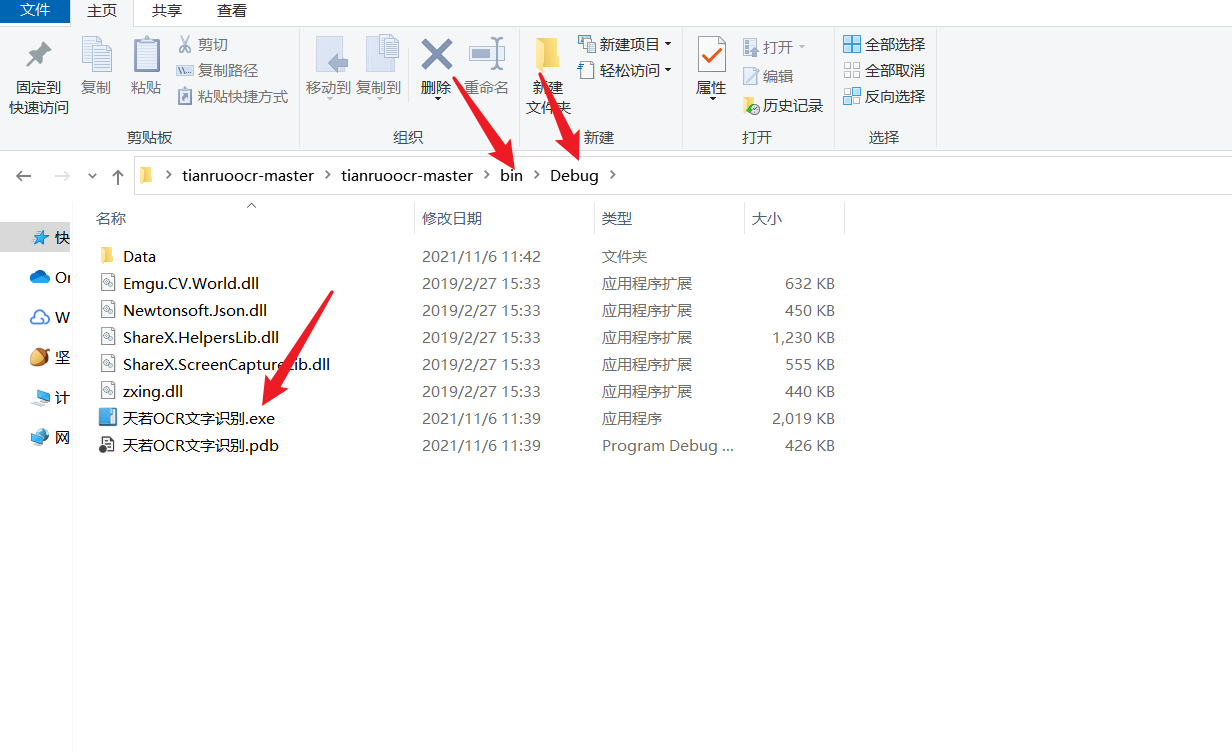 文件 主页 共享 查看
固定到快速访问
复制
粘贴
剪切
复制路径
粘贴快捷方式
剪贴板
移动到
复制到
删除
重命名
组织
新建文件夹
新建项目
轻松访问
新建
属性
打开
编辑
历史记录
打开
全部选择
全部取消
反向选择
选择
tianruoocr-master tianruoocr-master bin Debug
快
W
坚
计
网
名称 修改日期 类型 大小
Data 2021/11/6 11:42 文件夹
Emgu.CV.World.dll 2019/2/27 15:33 应用程序扩展 632 KB
Newtonsoft.Json.dll 2019/2/27 15:33 应用程序扩展 450 KB
ShareX.HelpersLib.dll 2019/2/27 15:33 应用程序扩展 1,230 KB
ShareX.ScreenCaptureLib.dll 2019/2/27 15:33 应用程序扩展 555 KB
zxing.dll 2019/2/27 15:33 应用程序扩展 440 KB
天若OCR文字识别.exe 2021/11/6 11:39 应用程序 2,019 KB
天若OCR文字识别.pdb 2021/11/6 11:39 Program Debug ... 426 KB